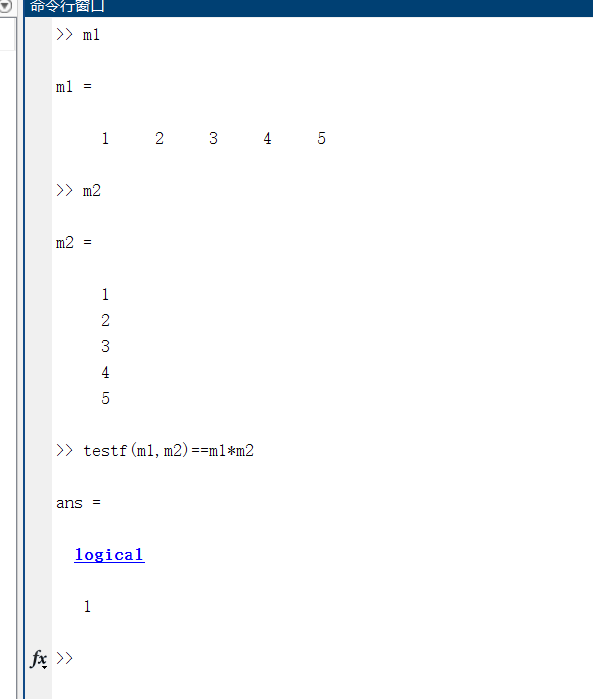 命令行窗口
>> m1
m1 =
1 2 3 4 5
>> m2
m2 =
1
2
3
4
5
>> testf(m1,m2)==m1*m2
ans =
logical
1
fx >>